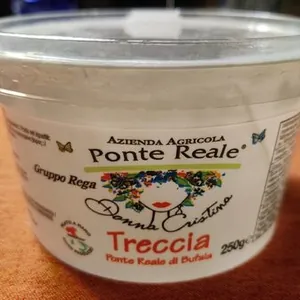 AZIENDA AGRICOLA
Ponte Reale®
Gruppo Rega
Donna Cristina
Treccia
250g
Ponte Reale di Bufala